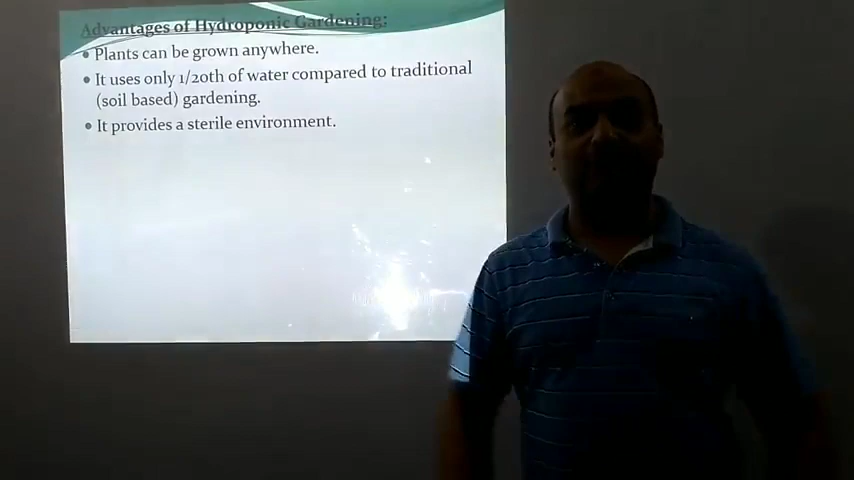 Advantages of Hydroponic Gardening:
• Plants can be grown anywhere.
• It uses only 1/20th of water compared to traditional
(soil based) gardening.
• It provides a sterile environment.